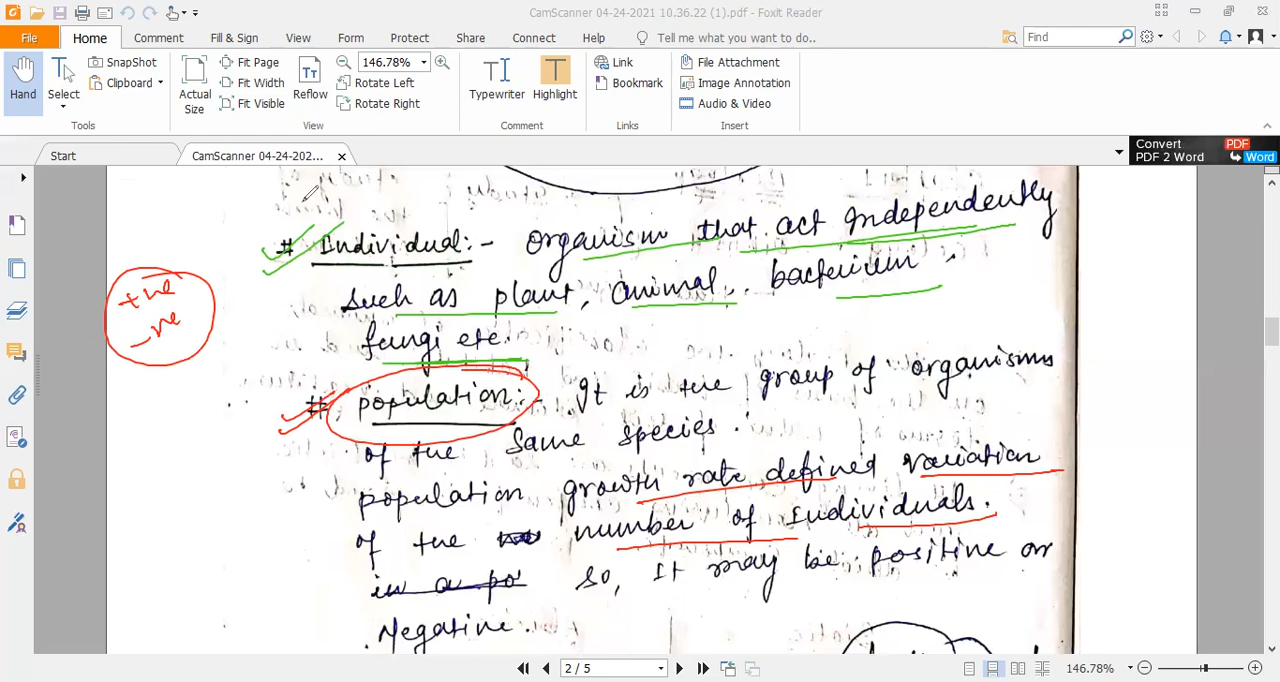 CamScanner 04-24-2021 10.36.22 (1).pdf - Foxit Reader
File Home Comment Fill & Sign View Form Protect Share Connect Help Tell me what you want to do.. Find
Hand
Select
SnapShot
Clipboard
Tools
Actual Size
Fit Page
Fit Width
Fit Visible
Reflow
146.78%
Rotate Left
Rotate Right
View
Typewriter
Highlight
Comment
Link
Bookmark
Links
File Attachment
Image Annotation
Audio & Video
Insert
Start CamScanner 04-24-202...
Convert PDF
PDF 2 Word Word
# Individual:- organism that act Independently
such as plant, animal, bacterium,
fungi etc.
+ve
-ve
# population:- It is the group of organisms
of the same species.
population growth rate defined variation
of the number of Individuals.
in a po So, It may be positive or
Negative.
2 / 5 146.78%